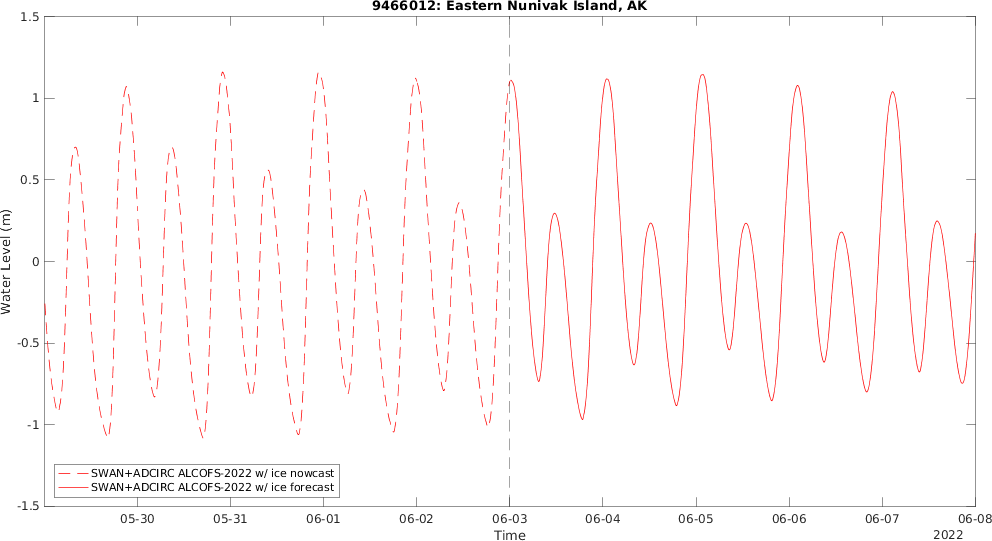 9466012: Eastern Nunivak Island, AK
1.5
1
0.5
0
-0.5
-1
-1.5
Water Level (m)
SWAN+ADCIRC ALCOFS-2022 w/ ice nowcast
SWAN+ADCIRC ALCOFS-2022 w/ ice forecast
05-30 05-31 06-01 06-02 06-03 06-04 06-05 06-06 06-07 06-08
Time
2022